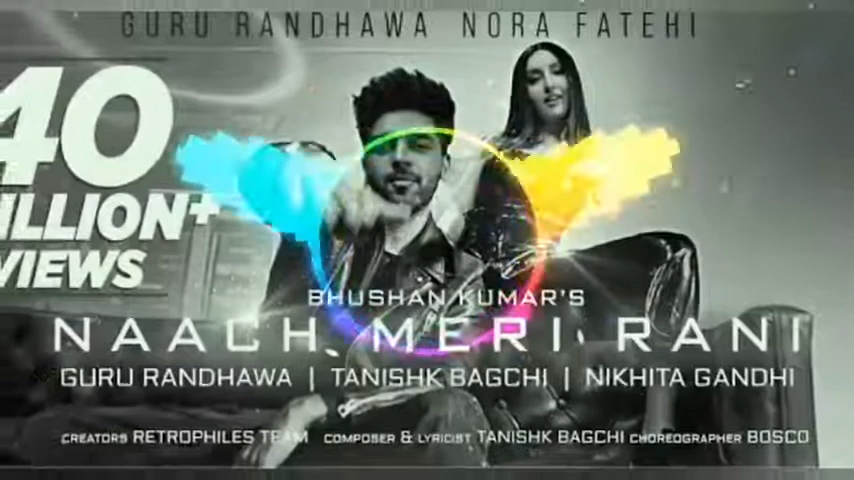 GURU RANDHAWA NORA FATEHI
40
MILLION+
VIEWS
BHUSHAN KUMAR'S
NAACH MERI RANI
GURU RANDHAWA | TANISHK BAGCHI | NIKHITA GANDHI
CREATORS RETROPHILES TEAM COMPOSER & LYRICIST TANISHK BAGCHI CHOREOGRAPHER BOSCO